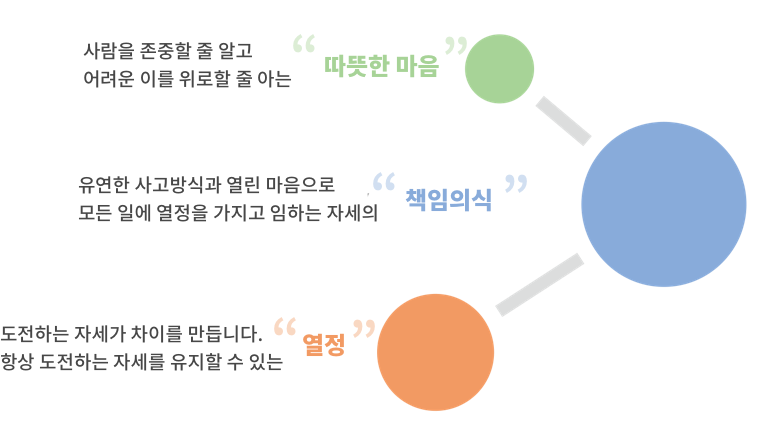 사람을 존중할 줄 알고
어려운 이를 위로할 줄 아는
“ 따뜻한 마음 ”
유연한 사고방식과 열린 마음으로
모든 일에 열정을 가지고 임하는 자세의
“ 책임의식 ”
도전하는 자세가 차이를 만듭니다.
항상 도전하는 자세를 유지할 수 있는
“ 열정 ”